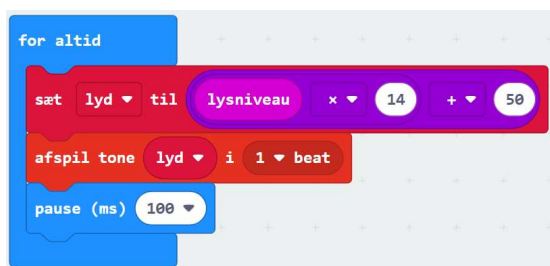 for altid
sæt lyd til lysniveau × 14 + 50
afspil tone lyd i 1 beat
pause (ms) 100